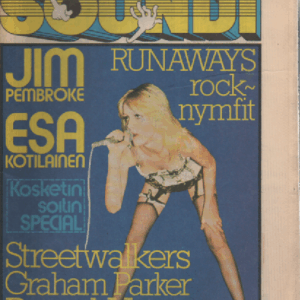 SOUNDI
JIM
PEMBROKE
RUNAWAYS
rock~
nymfit
ESA
KOTILAINEN
Kosketin
soitin
SPECIAL
Streetwalkers
Graham Parker